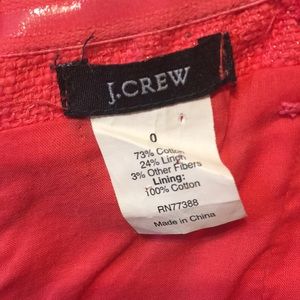 J.CREW
0
73% Cotton
24% Linen
3% Other Fibers
Lining:
100% Cotton
RN77388
Made in China